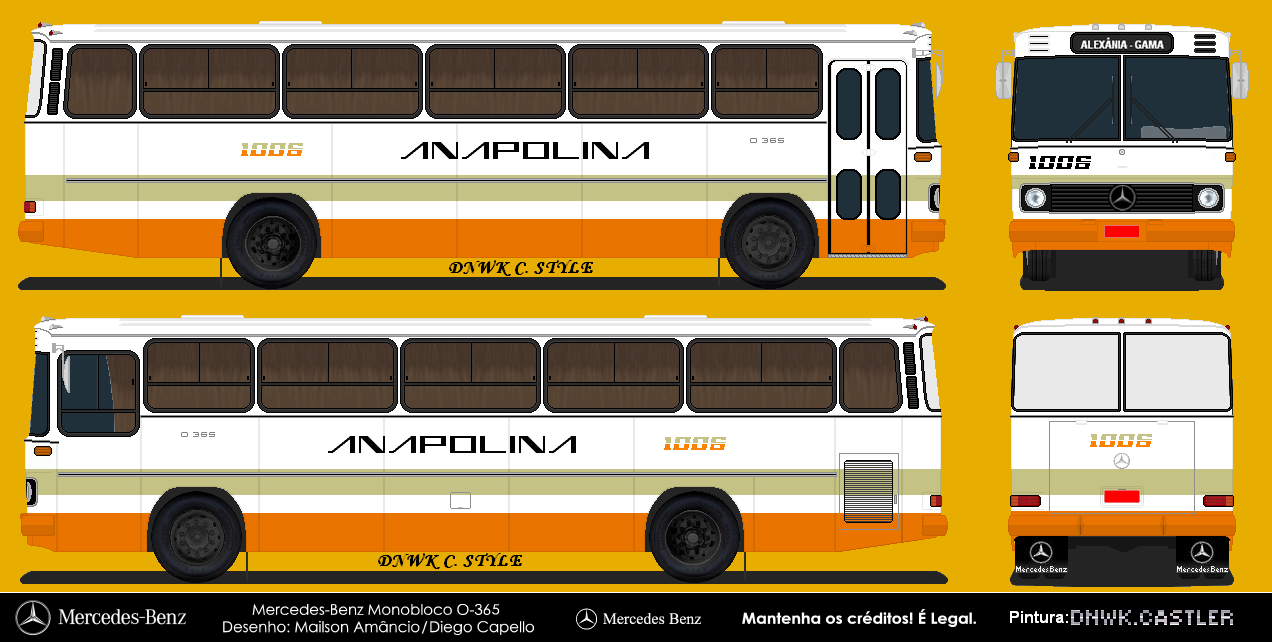 ALEXÂNIA - GAMA
1006
ANAPOLINA
O 365
1006
DNWK C. STYLE
O 365
ANAPOLINA
1006
1006
DNWK C. STYLE
Mercedes Benz
Mercedes Benz
Mercedes-Benz
Mercedes-Benz Monobloco O-365
Desenho: Mailson Amâncio/Diego Capello
Mercedes Benz
Mantenha os créditos! É Legal.
Pintura: DNWK.CASTLER